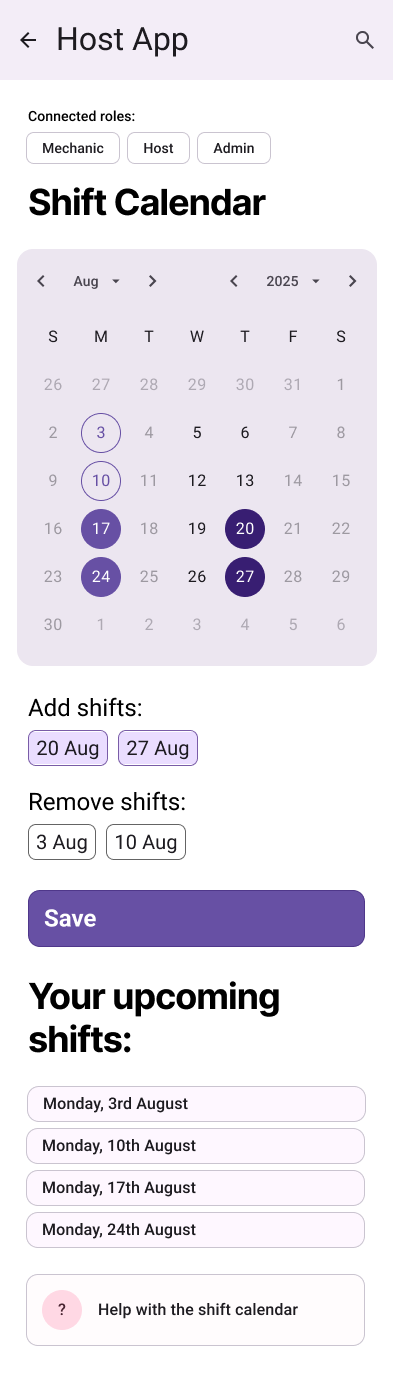 Host App
Connected roles:
Mechanic Host Admin
Shift Calendar
Aug 2025
S M T W T F S
26 27 28 29 30 31 1
2 3 4 5 6 7 8
9 10 11 12 13 14 15
16 17 18 19 20 21 22
23 24 25 26 27 28 29
30 1 2 3 4 5 6
Add shifts:
20 Aug 27 Aug
Remove shifts:
3 Aug 10 Aug
Save
Your upcoming
shifts:
Monday, 3rd August
Monday, 10th August
Monday, 17th August
Monday, 24th August
? Help with the shift calendar